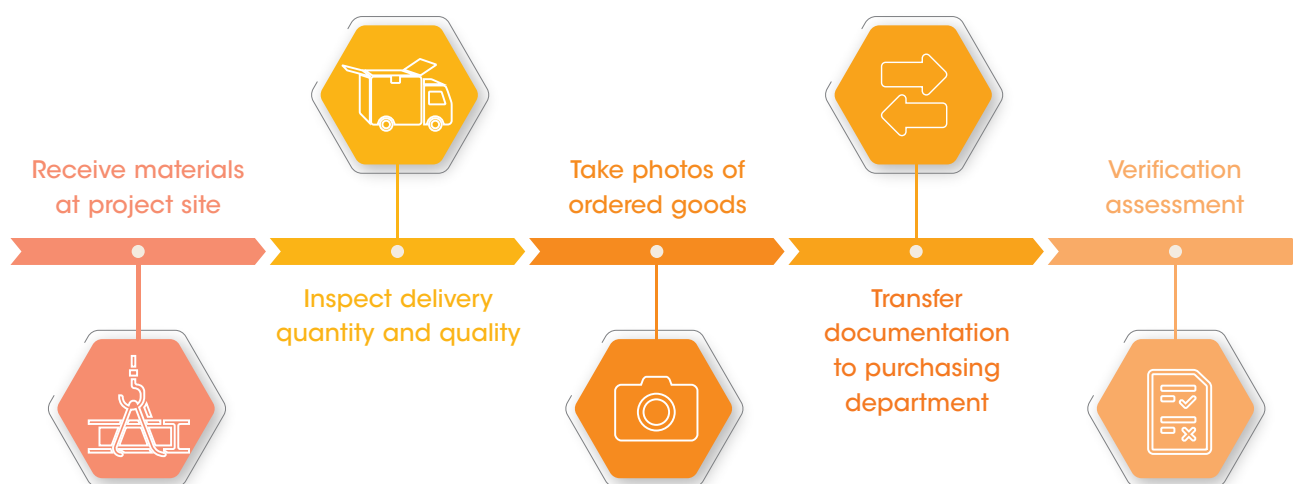 Receive materials
at project site
Inspect delivery
quantity and quality
Take photos of
ordered goods
Transfer
documentation
to purchasing
department
Verification
assessment